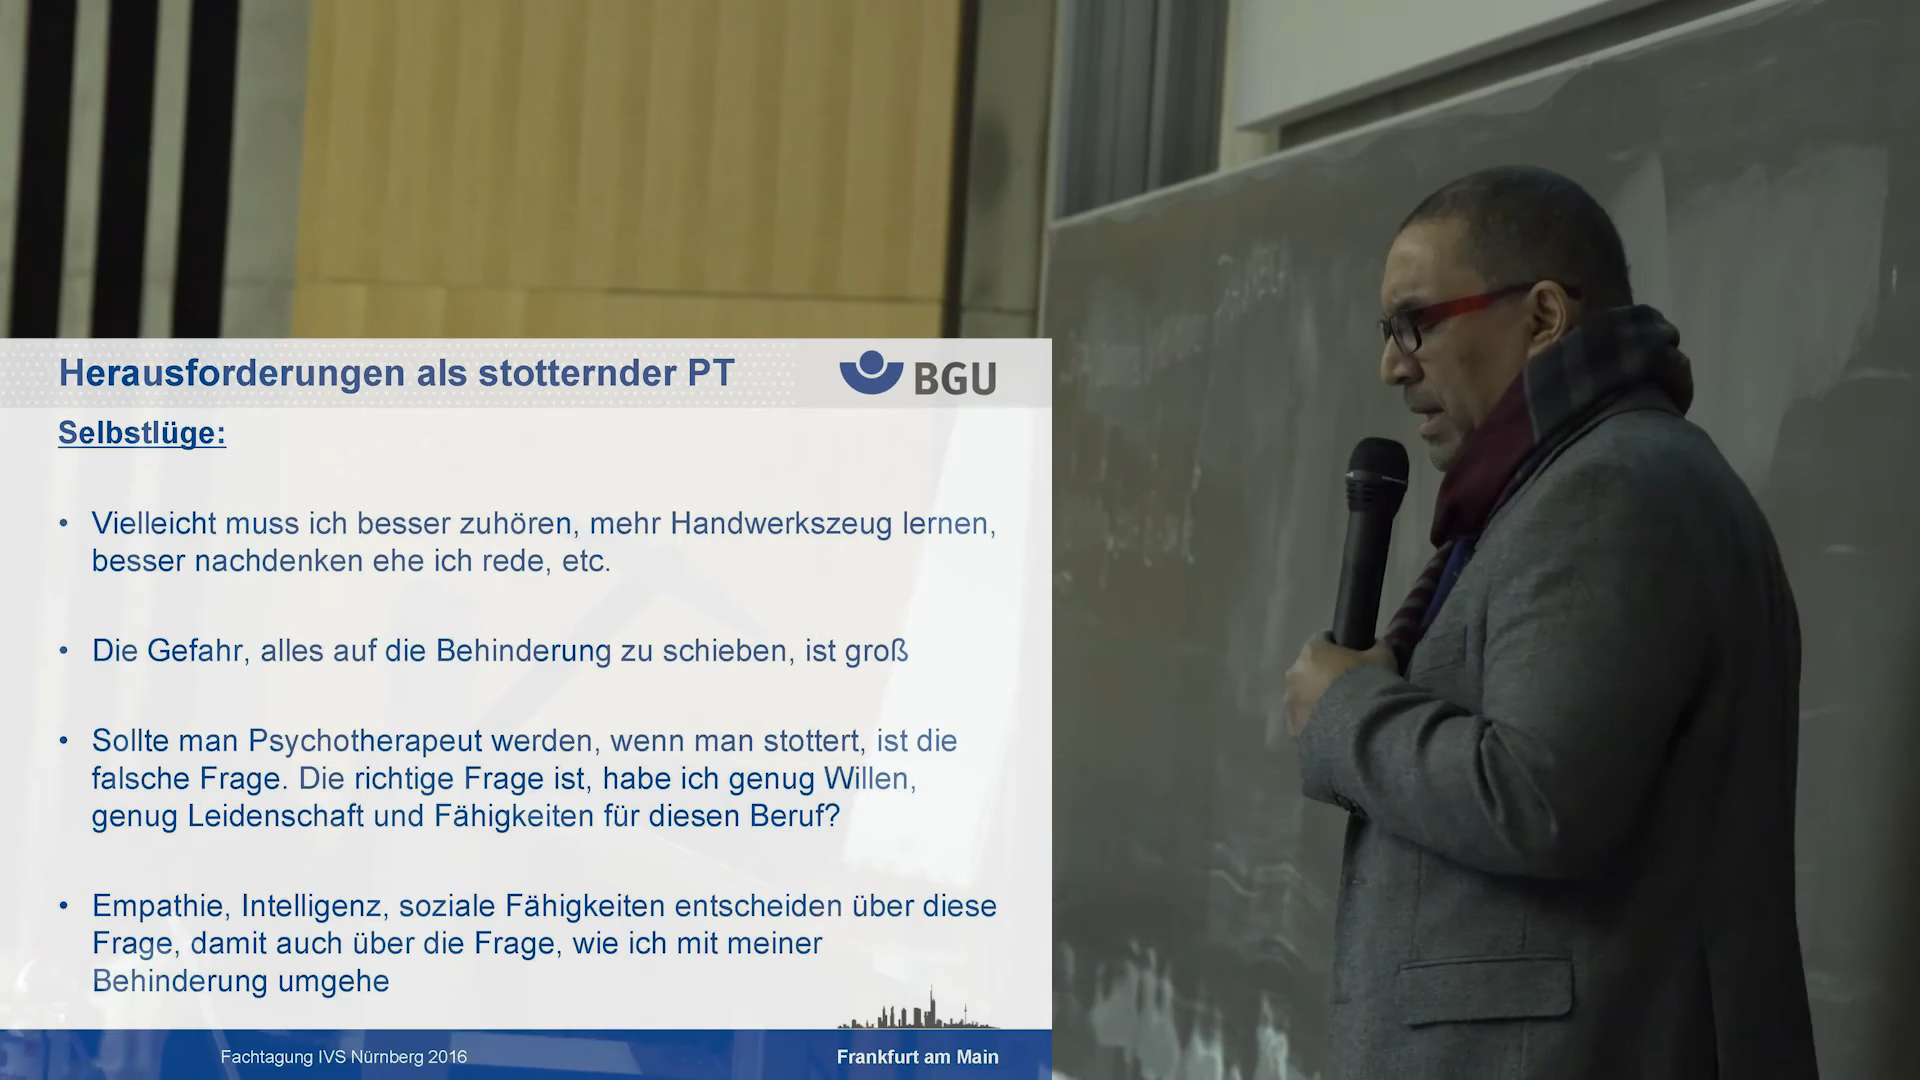 Herausforderungen als stotternder PT
BGU
Selbstlüge:
• Vielleicht muss ich besser zuhören, mehr Handwerkszeug lernen,
besser nachdenken ehe ich rede, etc.
• Die Gefahr, alles auf die Behinderung zu schieben, ist groß
• Sollte man Psychotherapeut werden, wenn man stottert, ist die
falsche Frage. Die richtige Frage ist, habe ich genug Willen,
genug Leidenschaft und Fähigkeiten für diesen Beruf?
• Empathie, Intelligenz, soziale Fähigkeiten entscheiden über diese
Frage, damit auch über die Frage, wie ich mit meiner
Behinderung umgehe
Fachtagung IVS Nürnberg 2016
Frankfurt am Main